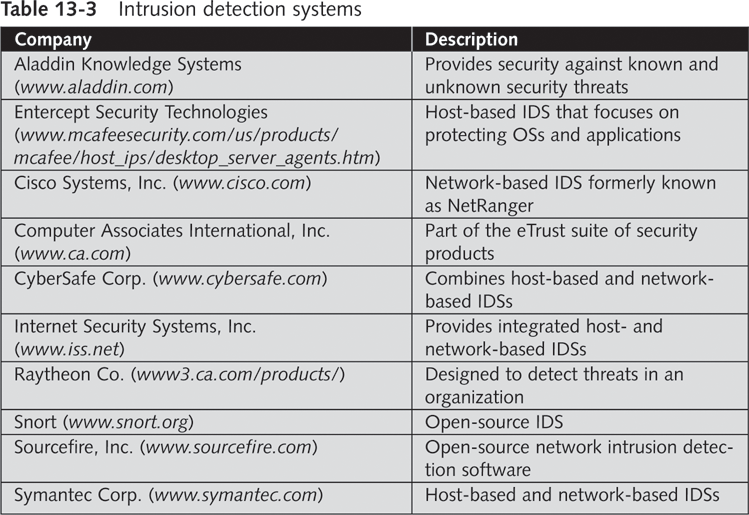 Table 13-3 Intrusion detection systems
Company Description
Aladdin Knowledge Systems
(www.aladdin.com)
Provides security against known and
unknown security threats
Entercept Security Technologies
(www.mcafeesecurity.com/us/products/
mcafee/host_ips/desktop_server_agents.htm)
Host-based IDS that focuses on
protecting OSs and applications
Cisco Systems, Inc. (www.cisco.com)
Network-based IDS formerly known
as NetRanger
Computer Associates International, Inc.
(www.ca.com)
Part of the eTrust suite of security
products
CyberSafe Corp. (www.cybersafe.com)
Combines host-based and network-
based IDSs
Internet Security Systems, Inc.
(www.iss.net)
Provides integrated host- and
network-based IDSs
Raytheon Co. (www3.ca.com/products/)
Designed to detect threats in an
organization
Snort (www.snort.org)
Open-source IDS
Sourcefire, Inc. (www.sourcefire.com)
Open-source network intrusion detec-
tion software
Symantec Corp. (www.symantec.com)
Host-based and network-based IDSs